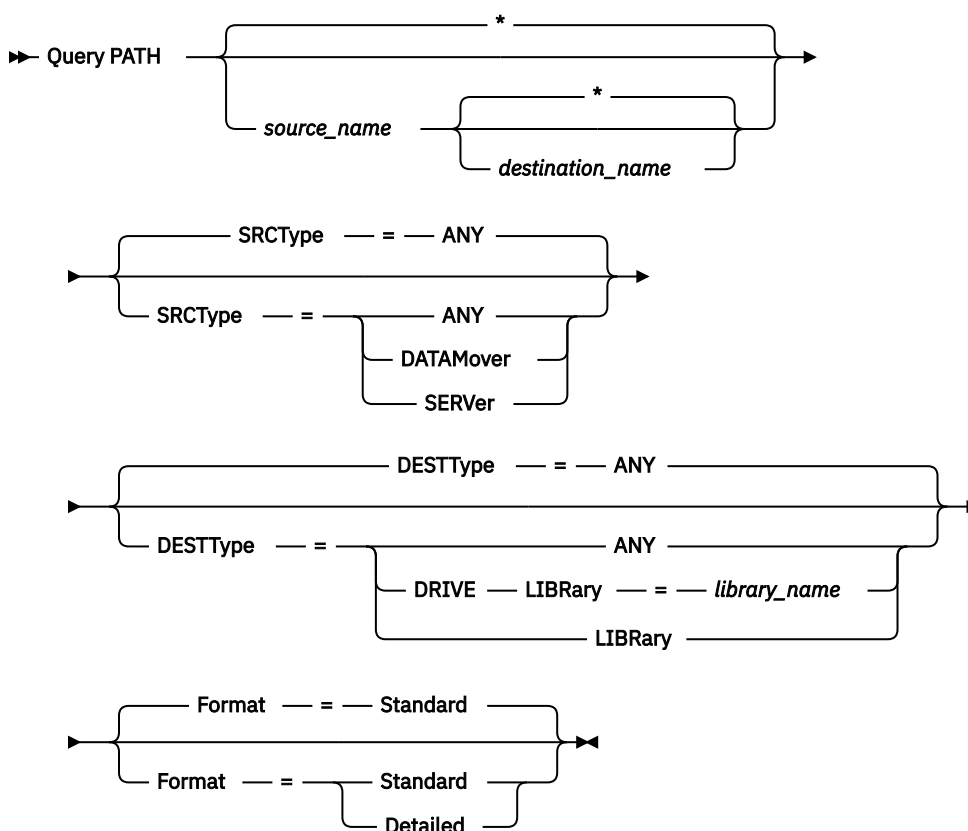 *
Query PATH
*
source_name
destination_name
SRCType = ANY
SRCType = ANY
DATAMover
SERVer
DESTType = ANY
DESTType = ANY
DRIVE LIBRary = library_name
LIBRary
Format = Standard
Format = Standard
Detailed